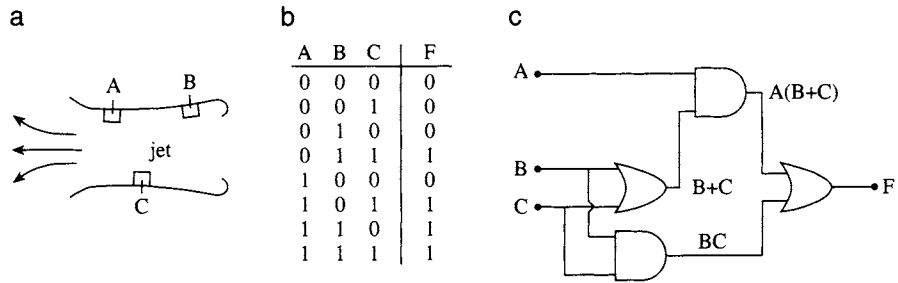 a
A
B
jet
C
b
A B C F
0 0 0 0
0 0 1 0
0 1 0 0
0 1 1 1
1 0 0 0
1 0 1 1
1 1 0 1
1 1 1 1
c
A
A(B+C)
B
B+C
C
F
BC